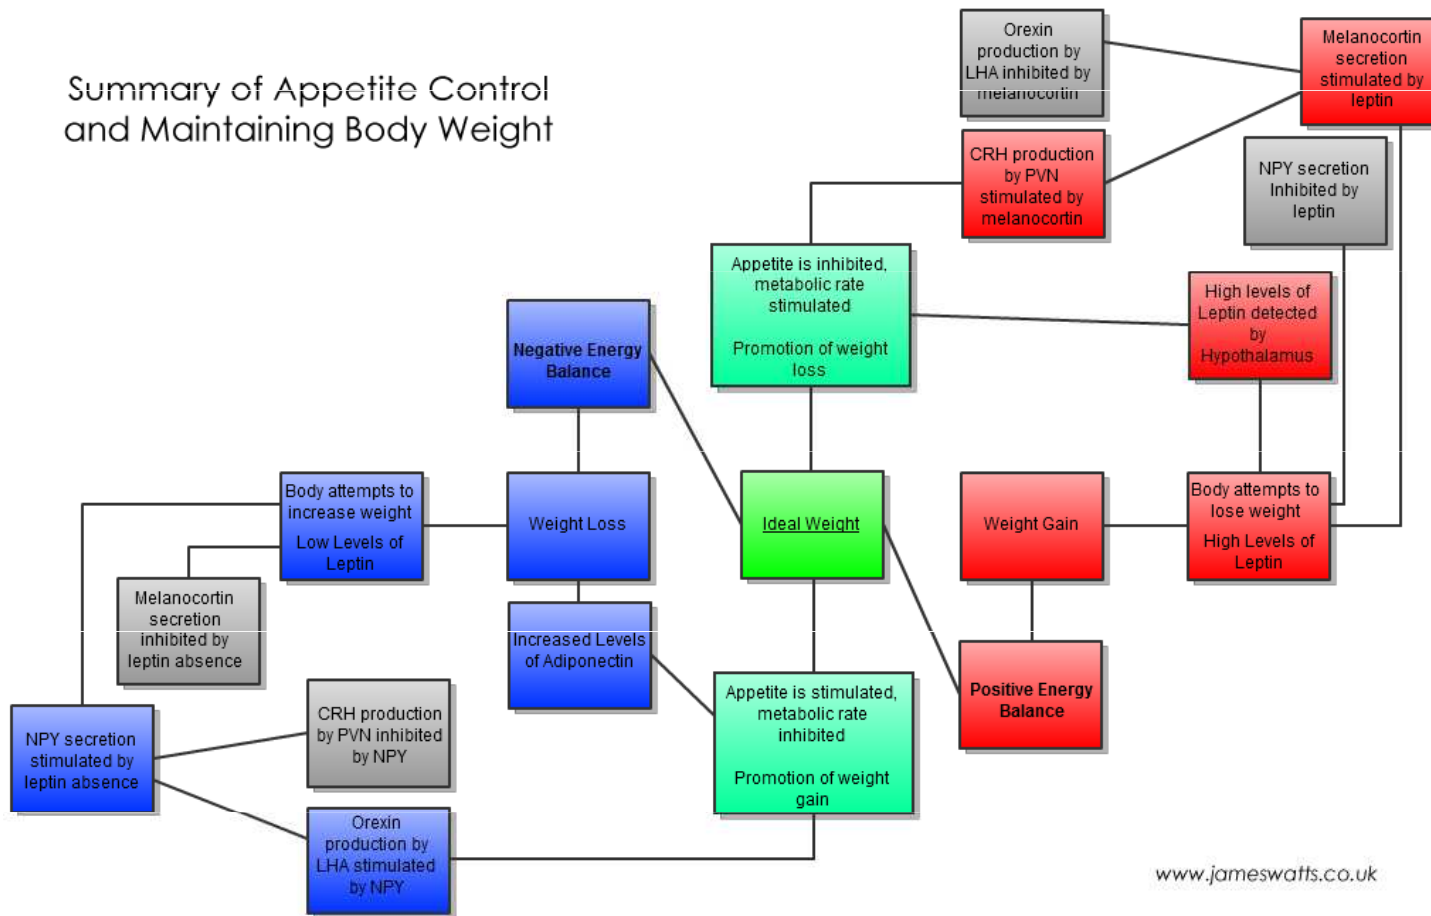 Summary of Appetite Control
and Maintaining Body Weight
Orexin
production by
LHA inhibited by
melanocortin
Melanocortin
secretion
stimulated by
leptin
CRH production
by PVN
stimulated by
melanocortin
NPY secretion
Inhibited by
leptin
Appetite is inhibited,
metabolic rate
stimulated
Promotion of weight
loss
High levels of
Leptin detected
by
Hypothalamus
Negative Energy
Balance
Body attempts to
increase weight
Low Levels of
Leptin
Weight Loss
Ideal Weight
Weight Gain
Body attempts to
lose weight
High Levels of
Leptin
Melanocortin
secretion
inhibited by
leptin absence
Increased Levels
of Adiponectin
Positive Energy
Balance
NPY secretion
stimulated by
leptin absence
CRH production
by PVN inhibited
by NPY
Appetite is stimulated,
metabolic rate
inhibited
Promotion of weight
gain
Orexin
production by
LHA stimulated
by NPY
www.jameswatts.co.uk